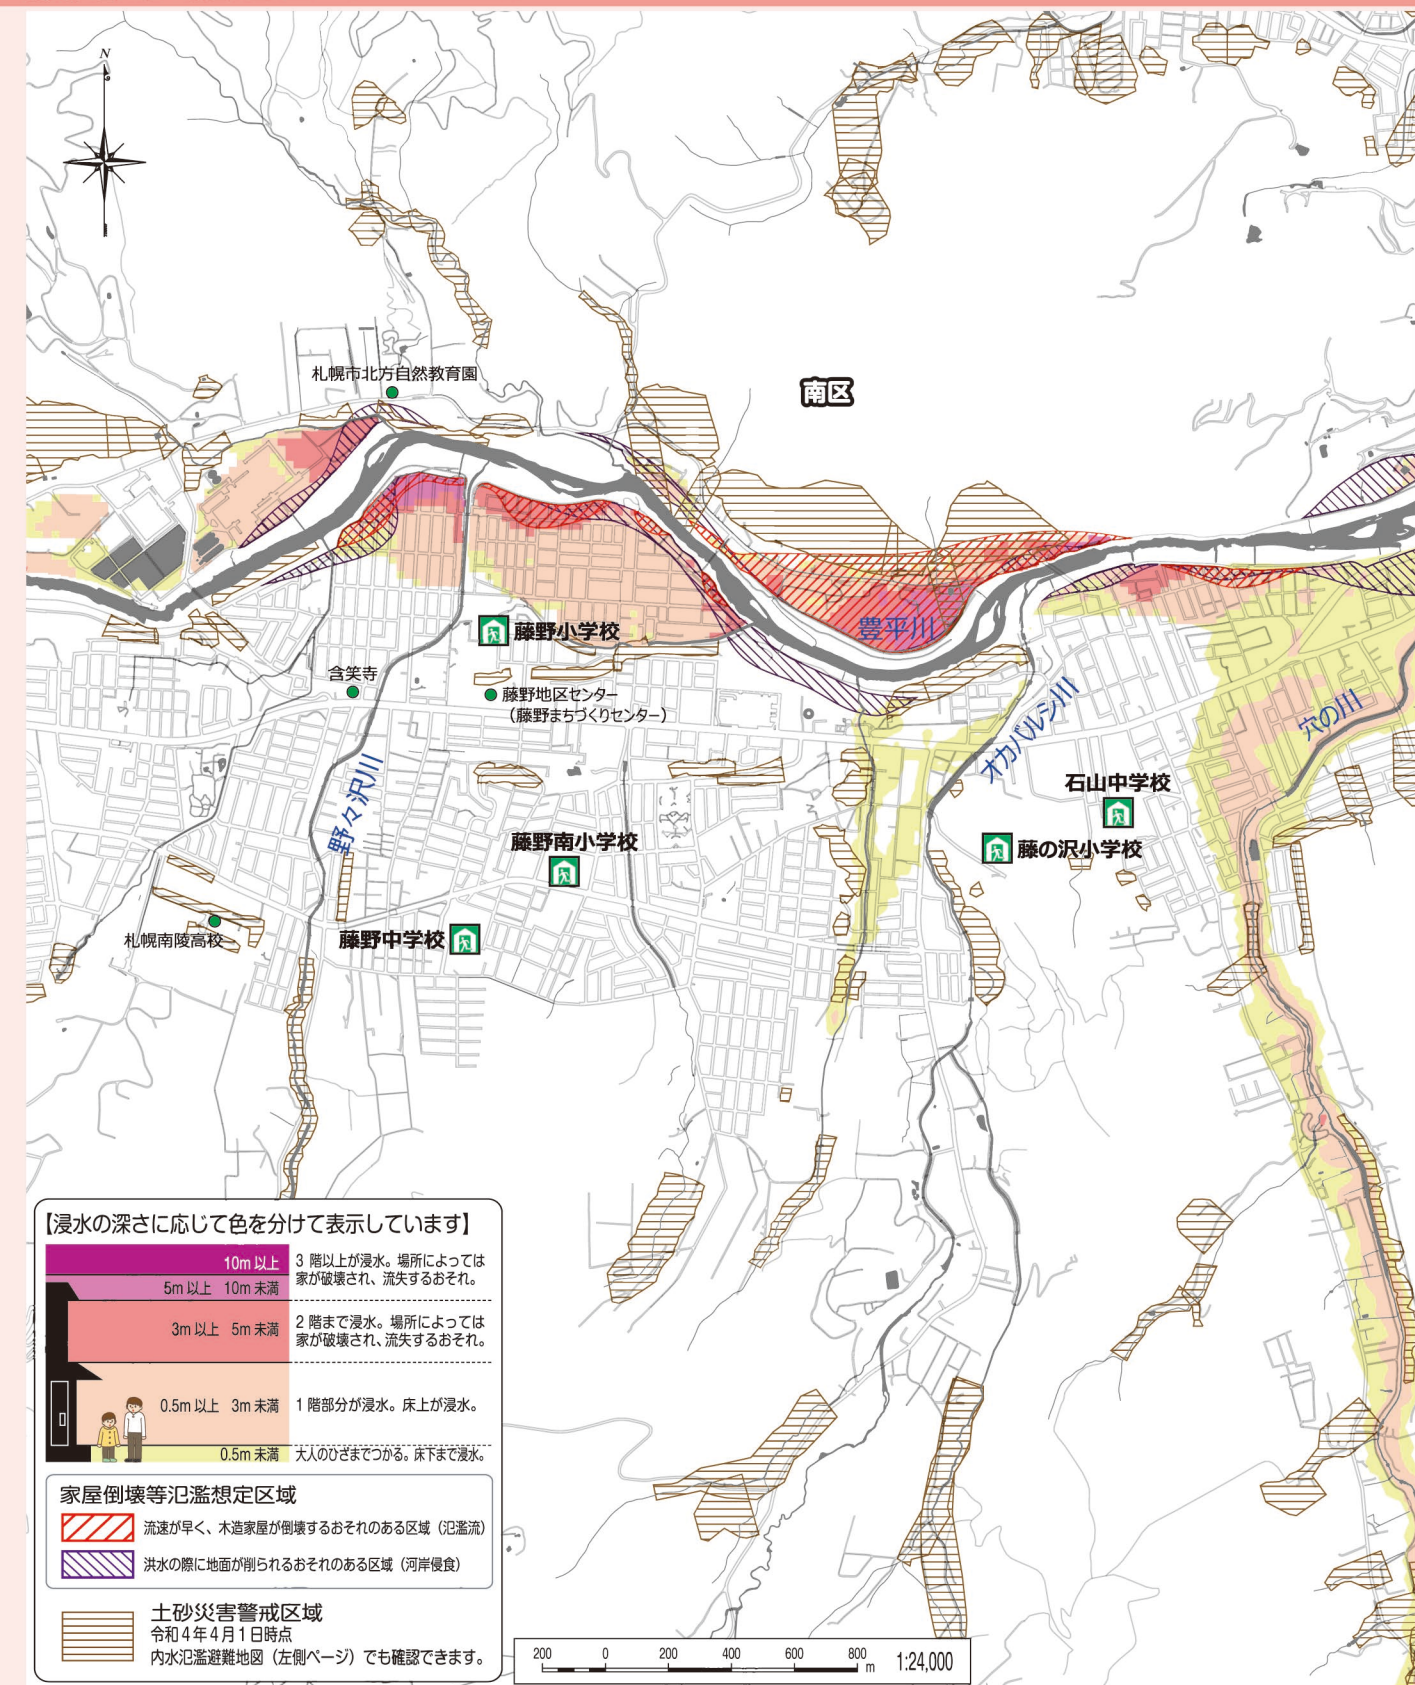 N
札幌市北方自然教育園
南区
豊平川
藤野小学校
含笑寺
藤野地区センター
(藤野まちづくりセンター)
オカバルシ川
穴の川
野々沢川
石山中学校
藤野南小学校
藤の沢小学校
札幌南陵高校
藤野中学校
【浸水の深さに応じて色を分けて表示しています】
10m 以上
3 階以上が浸水。場所によっては
家が破壊され、流失するおそれ。
5m 以上 10m 未満
3m 以上 5m 未満
2 階まで浸水。場所によっては
家が破壊され、流失するおそれ。
0.5m 以上 3m 未満
1 階部分が浸水。床上が浸水。
0.5m 未満
大人のひざまでつかる。床下まで浸水。
家屋倒壊等氾濫想定区域
流速が早く、木造家屋が倒壊するおそれのある区域(氾濫流)
洪水の際に地面が削られるおそれのある区域(河岸侵食)
土砂災害警戒区域
令和4年4月1日時点
内水氾濫避難地図(左側ページ)でも確認できます。
200 0 200 400 600 800 m 1:24,000